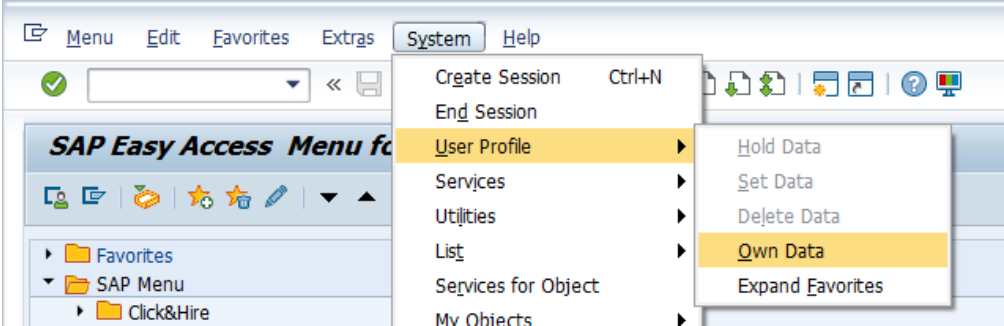 Menu Edit Favorites Extras System Help
Create Session Ctrl+N
End Session
SAP Easy Access Menu fo
User Profile
Hold Data
Services
Set Data
Utilities
Delete Data
Favorites
List
Own Data
SAP Menu
Services for Object
Expand Favorites
Click&Hire
My Objects